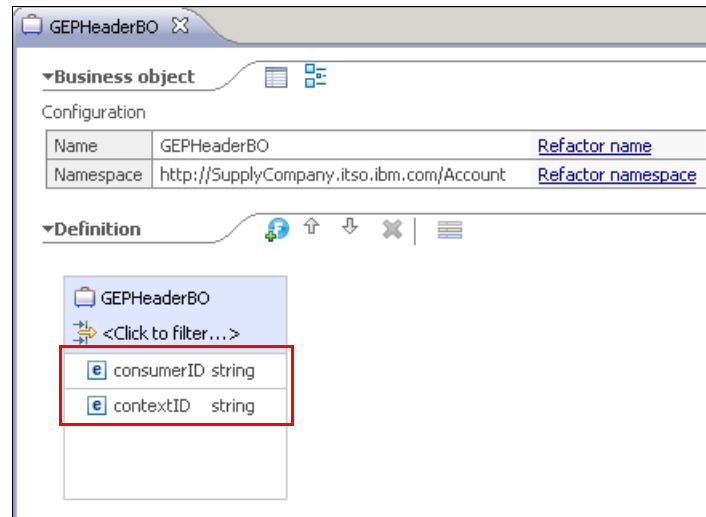 GEPHeaderBO
Business object
Configuration
Name GEPHeaderBO Refactor name
Namespace http://SupplyCompany.itso.ibm.com/Account Refactor namespace
Definition
GEPHeaderBO
<Click to filter...>
e consumerID string
e contextID string